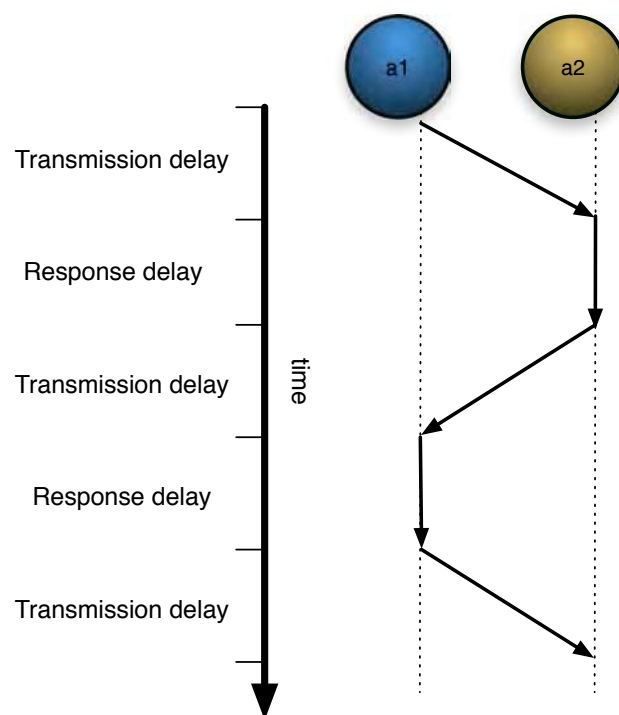 a1
a2
Transmission delay
Response delay
time
Transmission delay
Response delay
Transmission delay